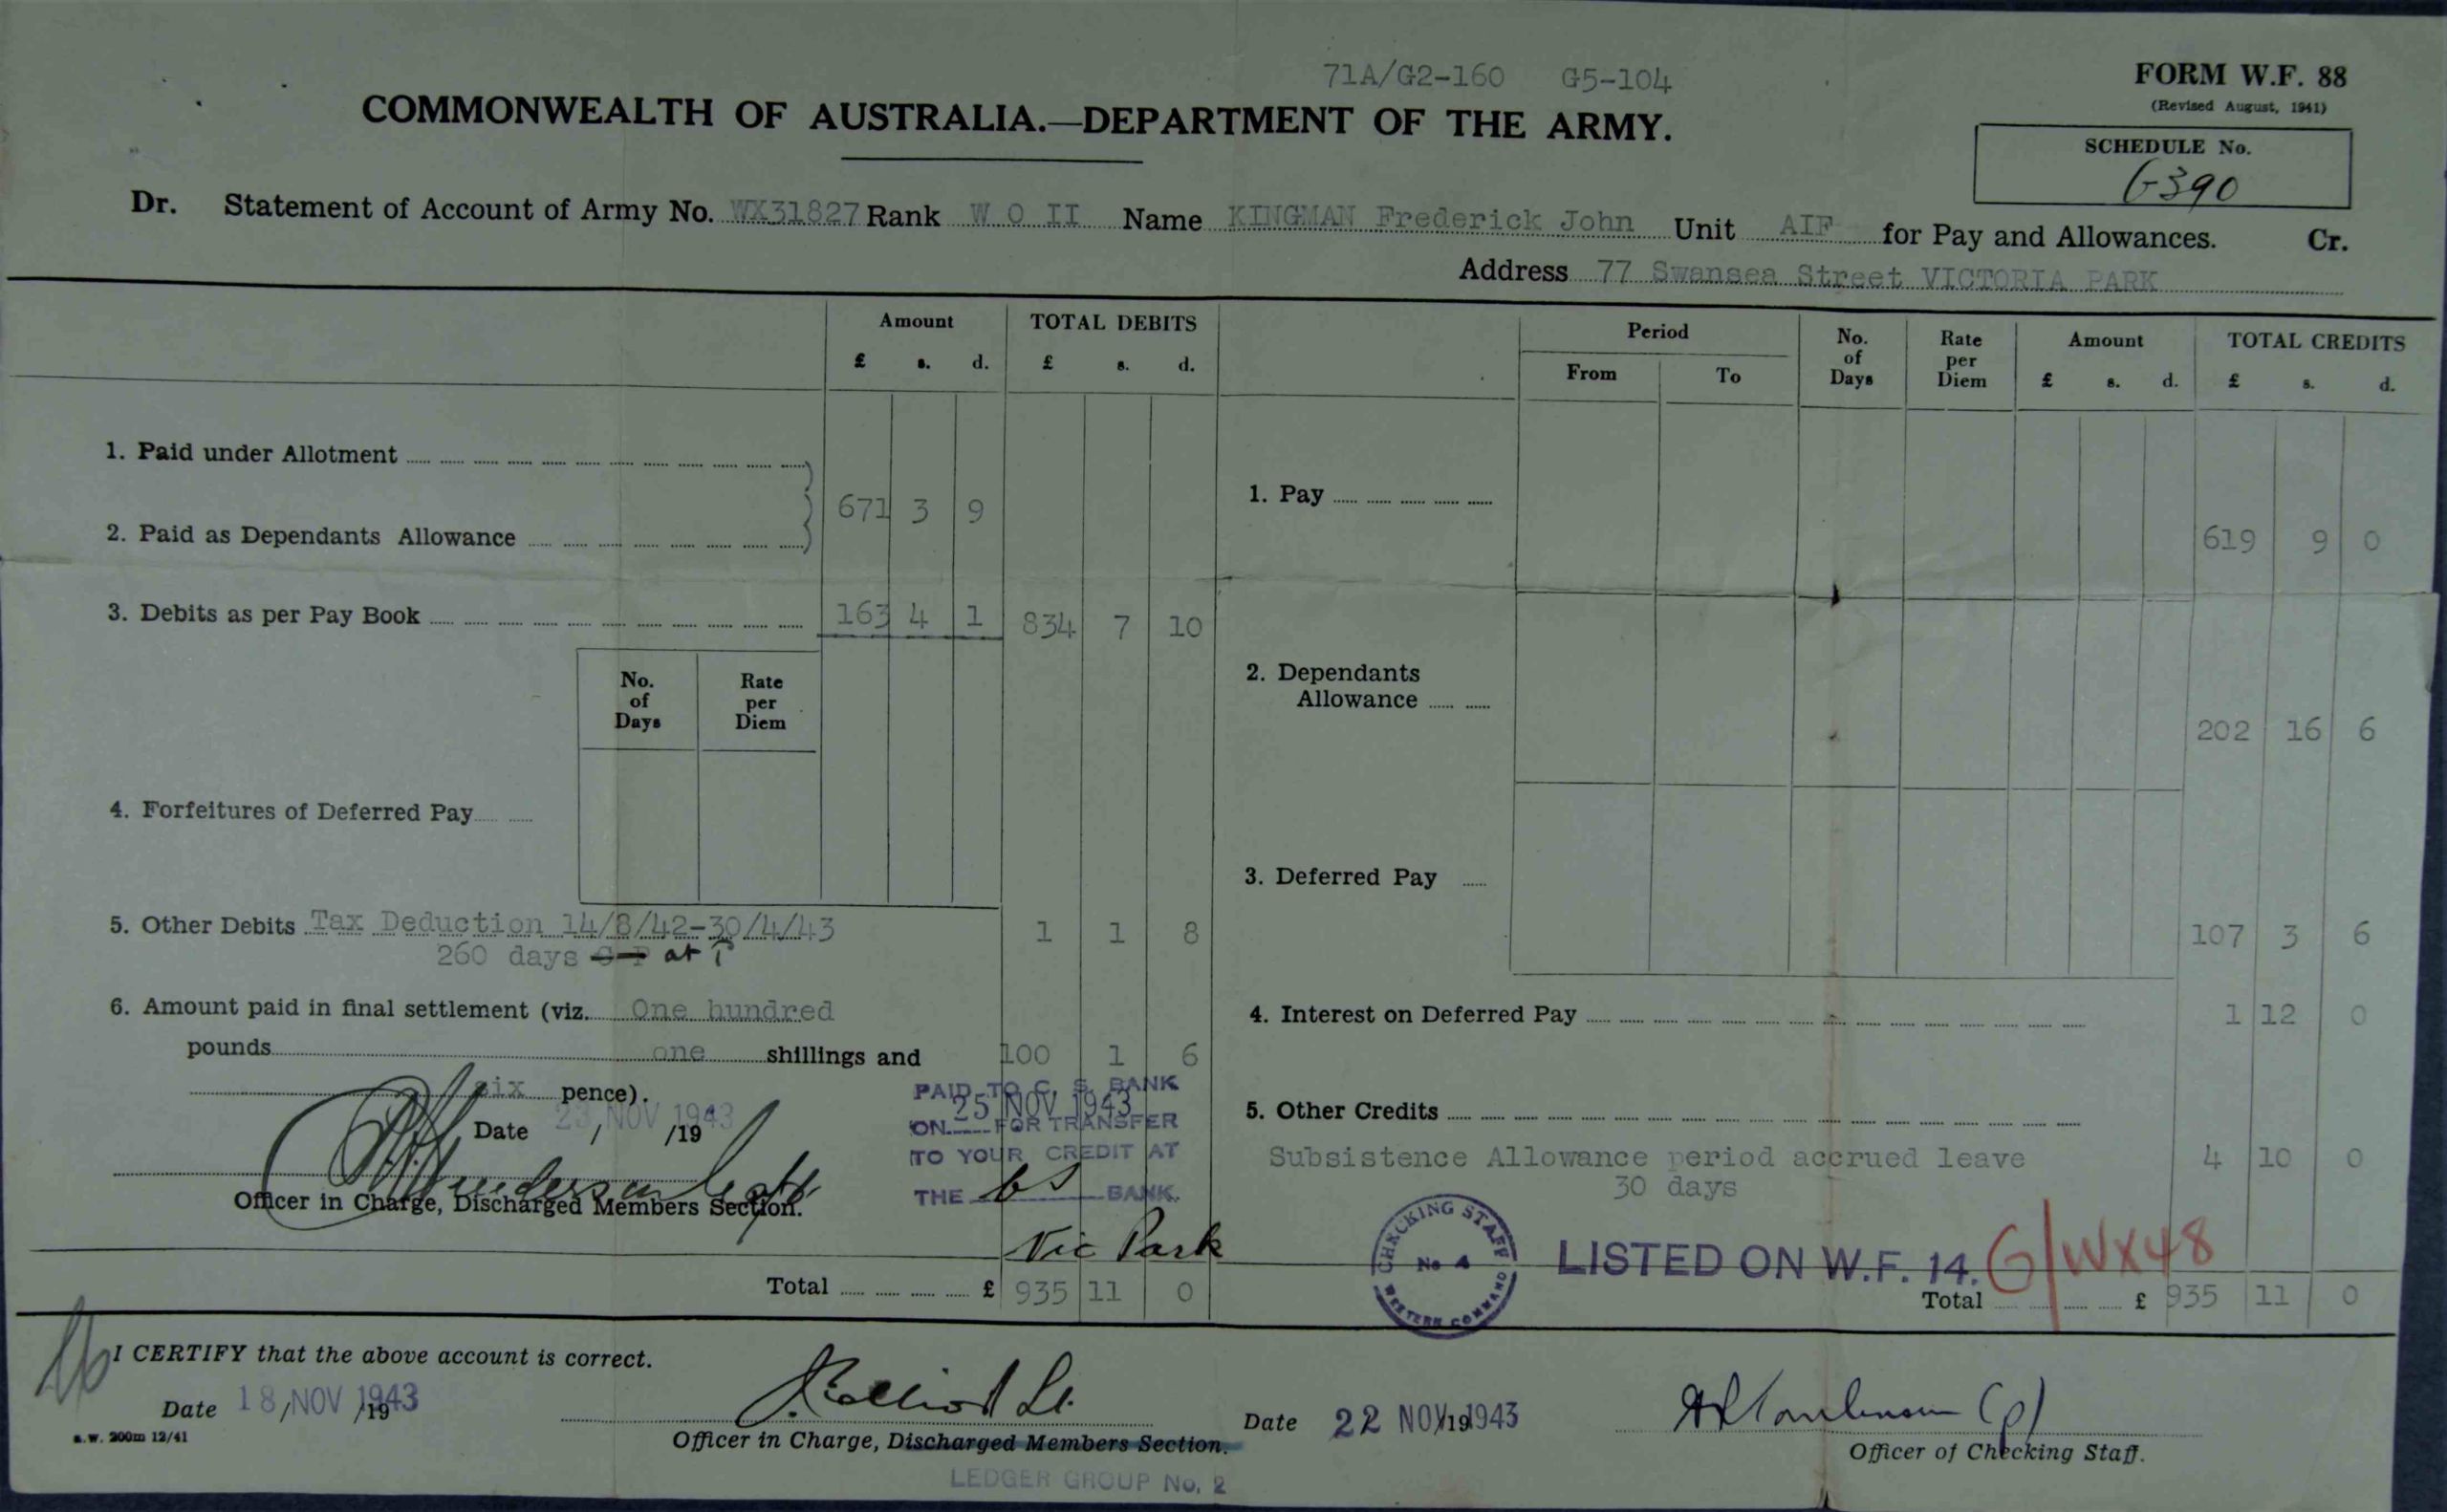 71A/G2-160 G5-104
FORM W.F. 88
(Revised August, 1941)
COMMONWEALTH OF AUSTRALIA.—DEPARTMENT OF THE ARMY.
SCHEDULE No.
G390
Dr. Statement of Account of Army No. WX31827 Rank W O II Name KINGMAN Frederick John Unit AIF for Pay and Allowances. Cr.
Address 77 Swansea Street VICTORIA PARK
Amount TOTAL DEBITS
£ s. d. £ s. d.
1. Paid under Allotment
671 3 9
2. Paid as Dependants Allowance
3. Debits as per Pay Book 163 4 1 834 7 10
No. of Days Rate per Diem
4. Forfeitures of Deferred Pay
5. Other Debits Tax Deduction 14/8/42-30/4/43 1 1 8
260 days at
6. Amount paid in final settlement (viz. One hundred
pounds one shillings and 100 1 6
six pence).
Date 23 NOV 1943 / /19
Officer in Charge, Discharged Members Section.
PAID TO C. S. BANK
25 NOV 1943
ON FOR TRANSFER
TO YOUR CREDIT AT
THE BANK.
Vic Park
Total £ 935 11 0
Period No. of Days Rate per Diem Amount TOTAL CREDITS
From To £ s. d. £ s. d.
1. Pay
619 9 0
2. Dependants
Allowance
202 16 6
3. Deferred Pay
107 3 6
4. Interest on Deferred Pay 1 12 0
5. Other Credits
Subsistence Allowance period accrued leave 4 10 0
30 days
CHECKING STAFF
No 4
WESTERN COMMAND
LISTED ON W.F. 14. G/WX48
Total £ 935 11 0
I CERTIFY that the above account is correct.
Date 18 NOV 1943 / /19
Officer in Charge, Discharged Members Section.
Date 22 NOV 1943 / /19
Officer of Checking Staff.
s.w. 200m 12/41
LEDGER GROUP No. 2